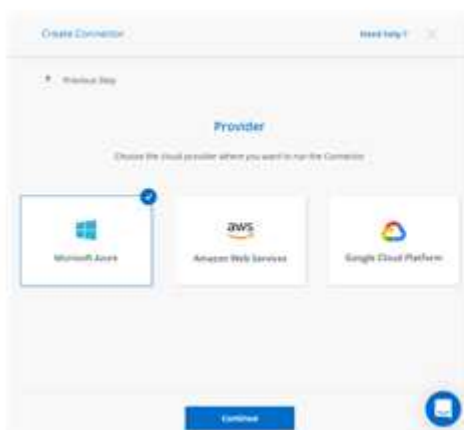 Create Connector
Need help?
Previous Step
Provider
Choose the cloud provider where you want to run the Connector
Microsoft Azure
aws
Amazon Web Services
Google Cloud Platform
Continue